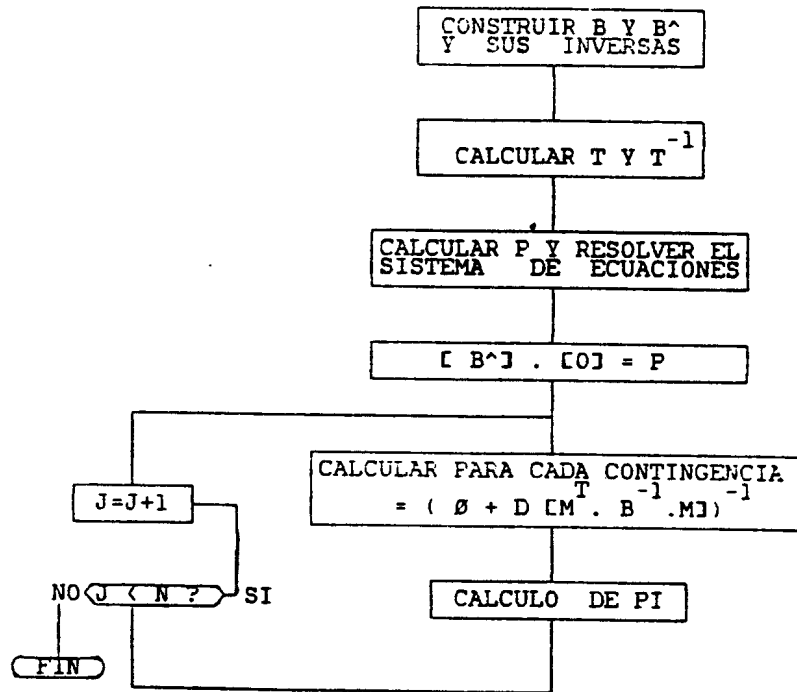 CONSTRUIR B Y B^
Y SUS INVERSAS
CALCULAR T Y T^-1
CALCULAR P Y RESOLVER EL
SISTEMA DE ECUACIONES
[ B^] . [0] = P
CALCULAR PARA CADA CONTINGENCIA
= ( Ø + D [M^T. B^-1.M])^-1
J=J+1
NO J < N ? SI
CALCULO DE PI
FIN